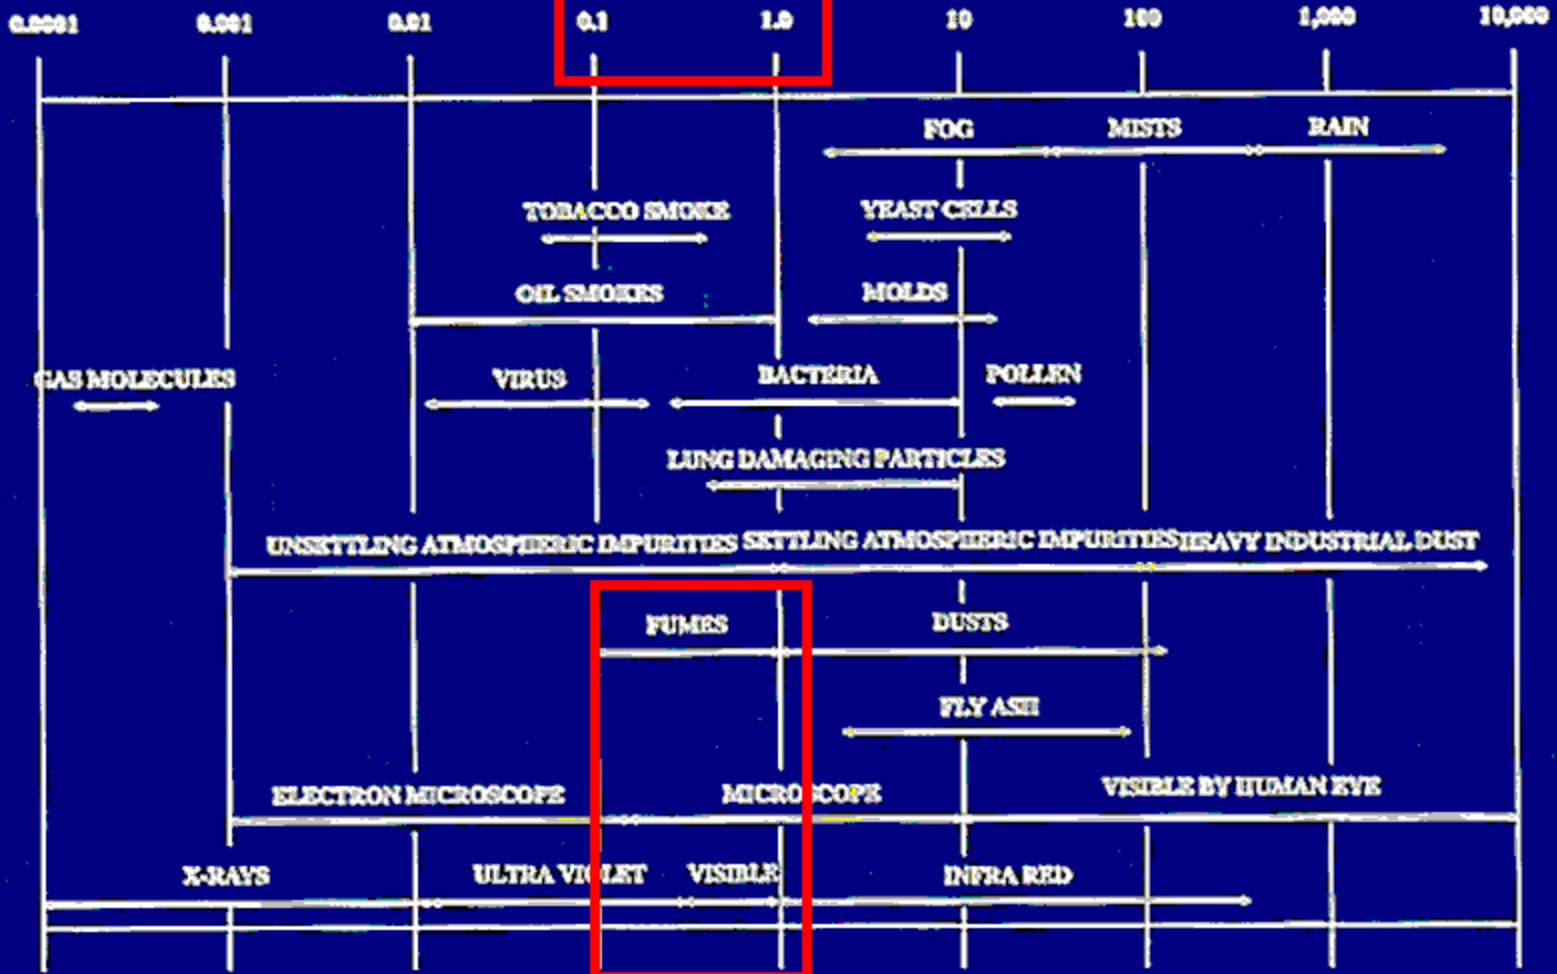 0.0001 0.001 0.01 0.1 1.0 10 100 1,000 10,000
FOG MISTS RAIN
TOBACCO SMOKE YEAST CELLS
OIL SMOKES MOLDS
GAS MOLECULES VIRUS BACTERIA POLLEN
LUNG DAMAGING PARTICLES
UNSETTLING ATMOSPHERIC IMPURITIES SETTLING ATMOSPHERIC IMPURITIES HEAVY INDUSTRIAL DUST
FUMES DUSTS
FLY ASH
ELECTRON MICROSCOPE MICROSCOPE VISIBLE BY HUMAN EYE
X-RAYS ULTRA VIOLET VISIBLE INFRA RED